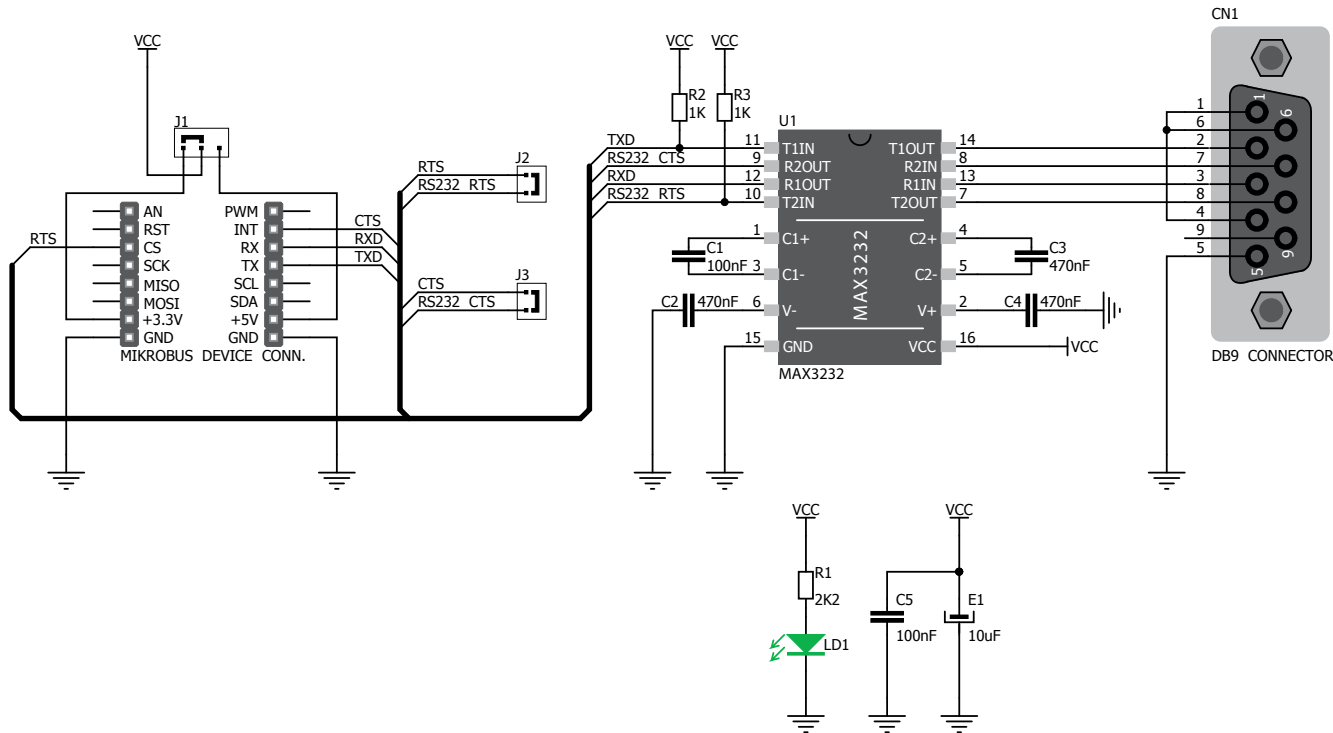 CN1
VCC
VCC VCC
J1
R2 R3
1K 1K
1
6
2
7
3
8
4
9
5
1
6
5
9
DB9 CONNECTOR
U1
TXD 11 T1IN T1OUT 14
RS232 CTS 9 R2OUT R2IN 8
RXD 12 R1OUT R1IN 13
RS232 RTS 10 T2IN T2OUT 7
1 C1+ C2+ 4
C1 C3
100nF 470nF
3 C1- C2- 5
C2 470nF 6 V- V+ 2 C4 470nF
15 GND VCC 16 VCC
MAX3232
MAX3232
J2
RTS
RS232 RTS
J3
CTS
RS232 CTS
AN PWM
RST INT CTS
RTS CS RX RXD
SCK TX TXD
MISO SCL
MOSI SDA
+3.3V +5V
GND GND
MIKROBUS DEVICE CONN.
VCC VCC
R1
2K2
LD1
C5 E1
100nF 10uF